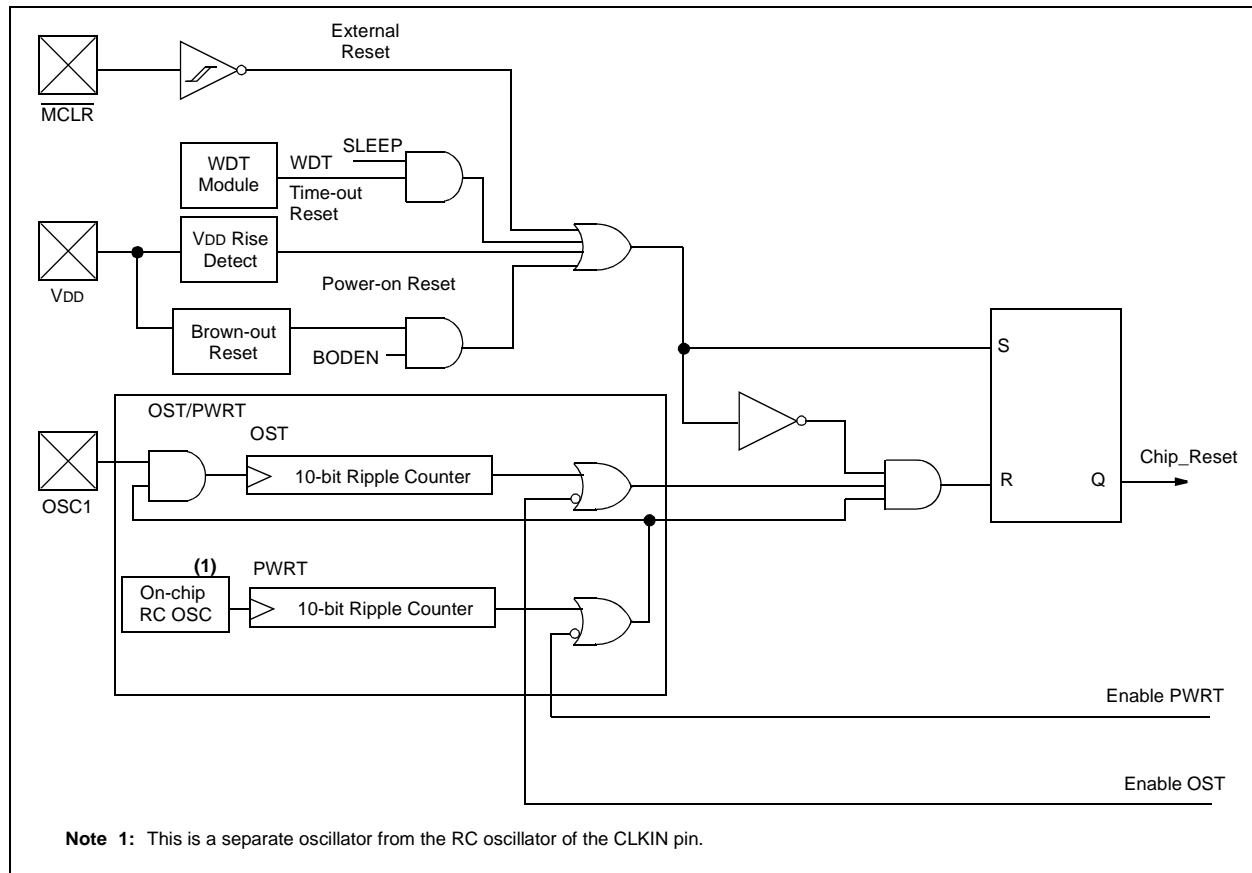 External
Reset
MCLR
SLEEP
WDT
Module
WDT
Time-out
Reset
VDD
VDD Rise
Detect
Power-on Reset
Brown-out
Reset
BODEN
S
OST/PWRT
OST
10-bit Ripple Counter
OSC1
Chip_Reset
R
Q
(1)
PWRT
On-chip
RC OSC
10-bit Ripple Counter
Enable PWRT
Enable OST
Note 1: This is a separate oscillator from the RC oscillator of the CLKIN pin.